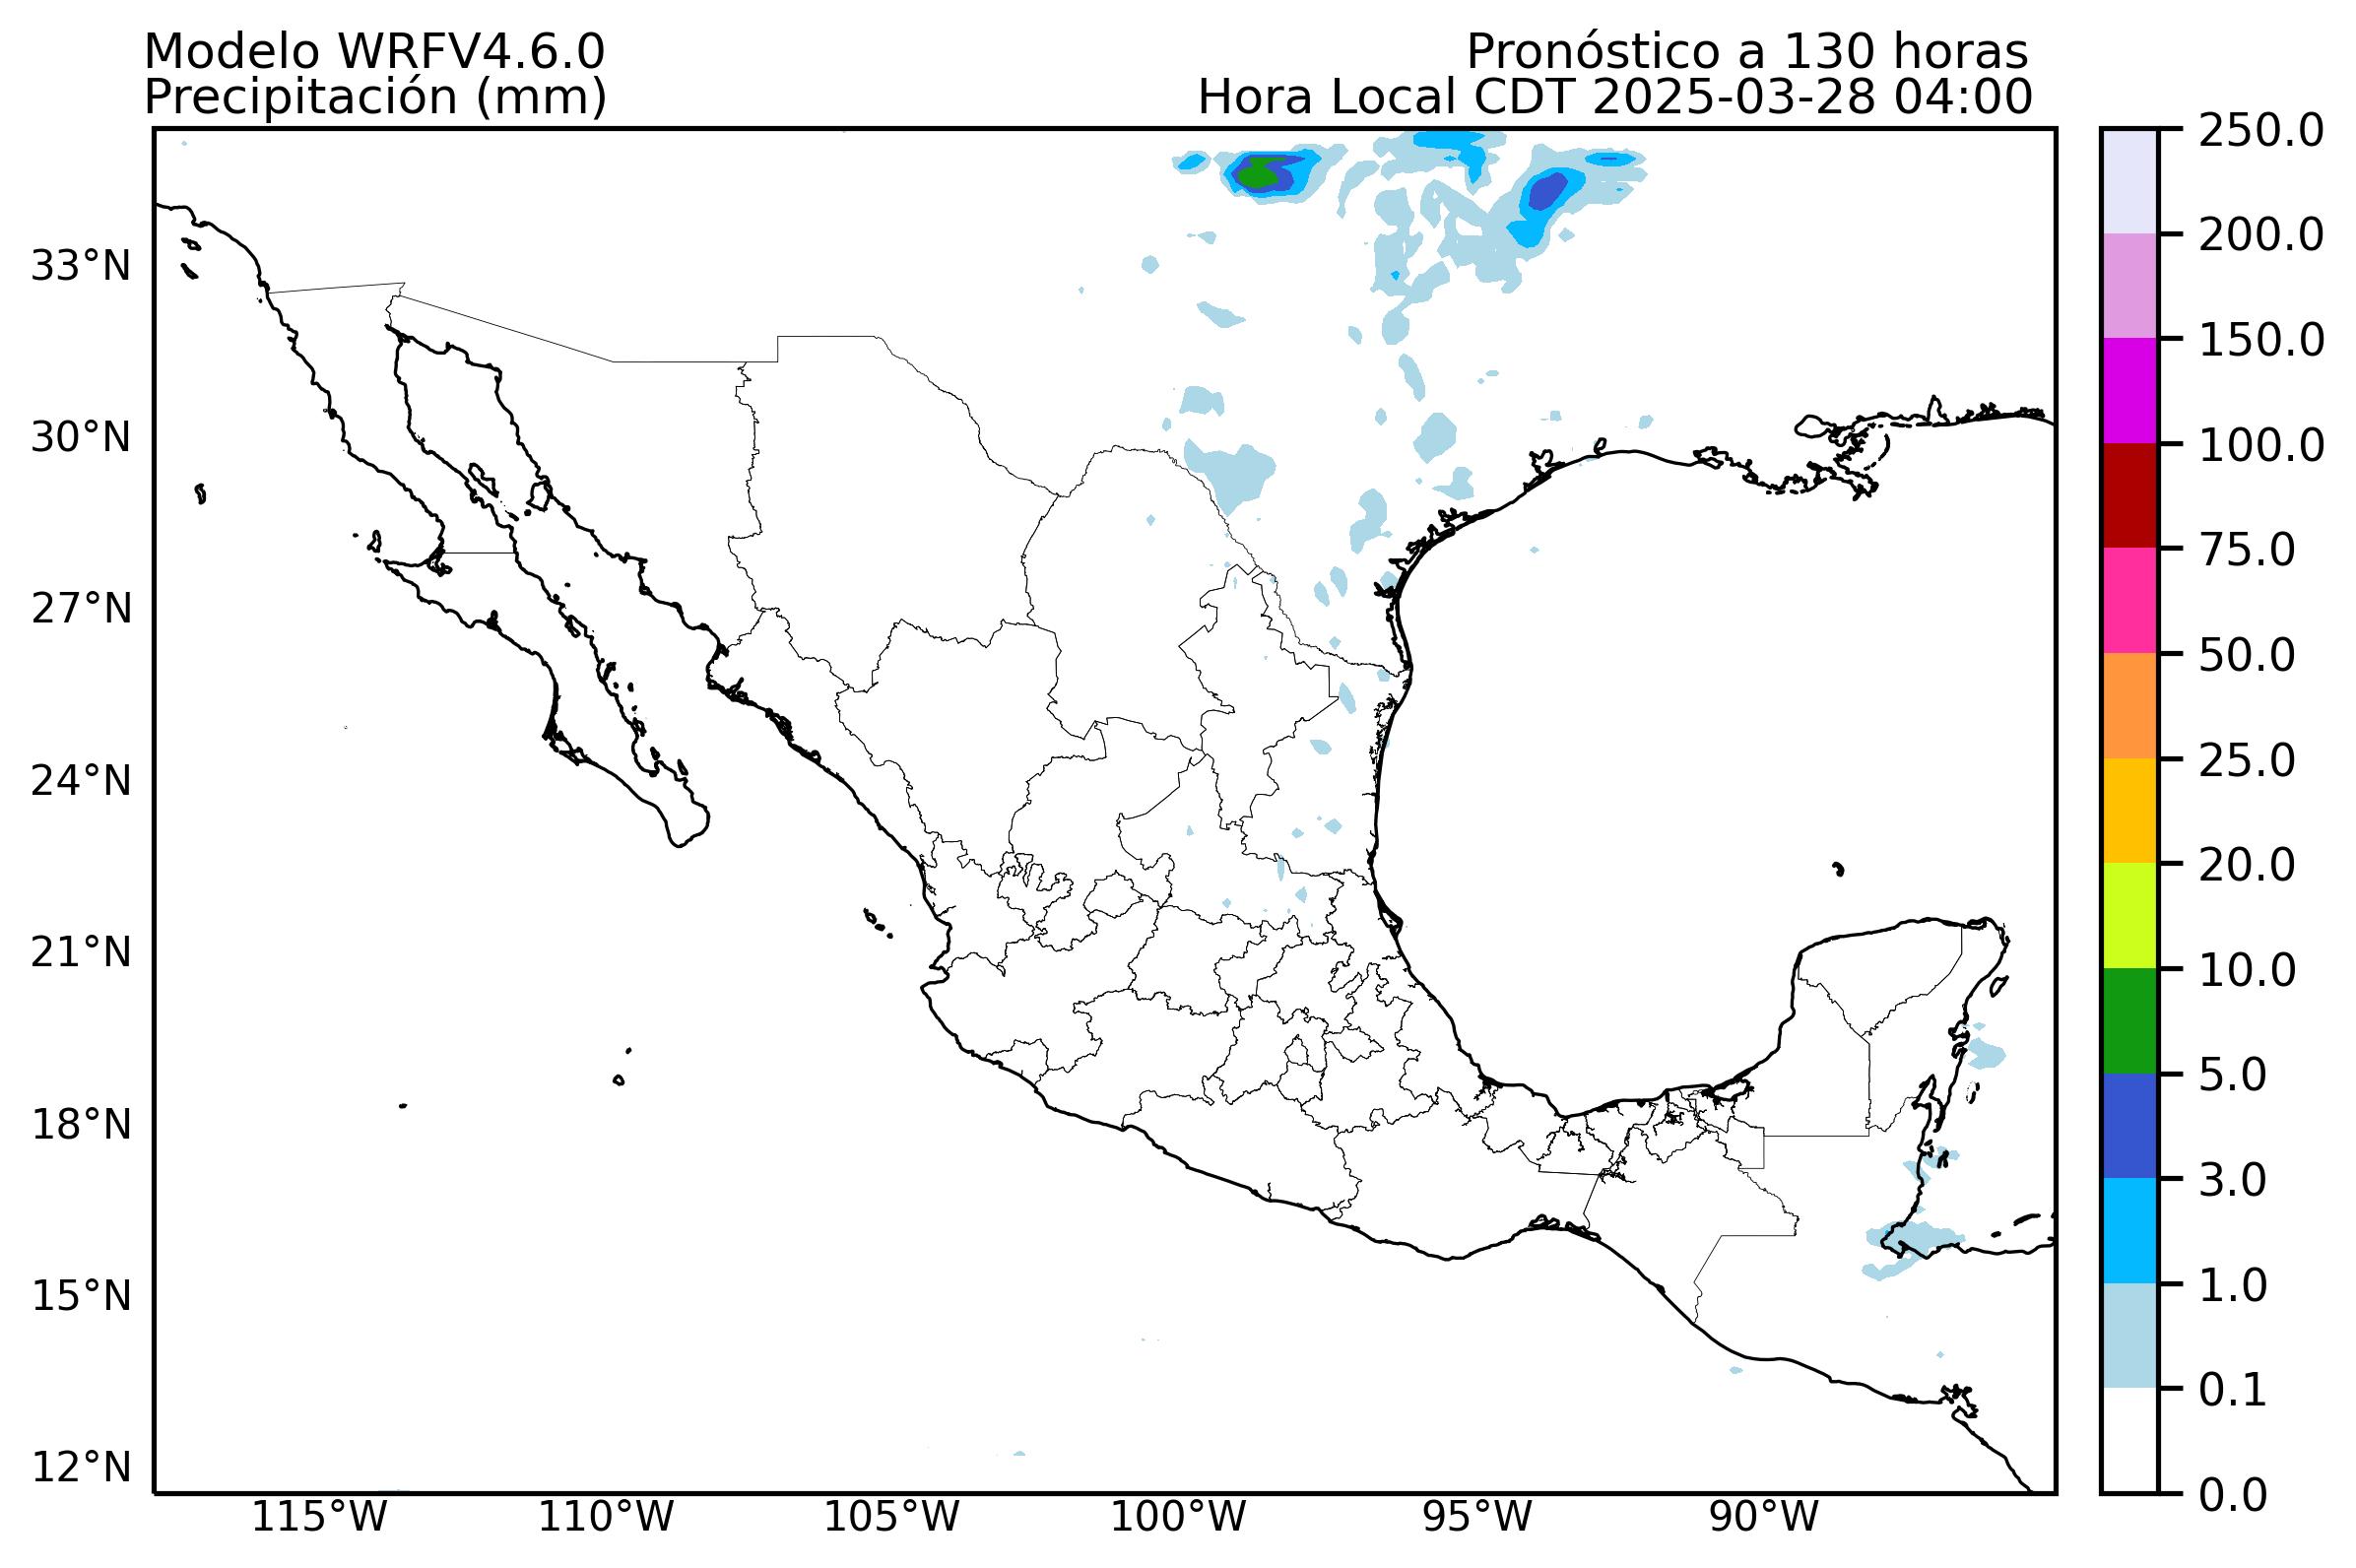 Modelo WRFV4.6.0
Pronóstico a 130 horas
Precipitación (mm)
Hora Local CDT 2025-03-28 04:00
33°N
30°N
27°N
24°N
21°N
18°N
15°N
12°N
115°W
110°W
105°W
100°W
95°W
90°W
250.0
200.0
150.0
100.0
75.0
50.0
25.0
20.0
10.0
5.0
3.0
1.0
0.1
0.0